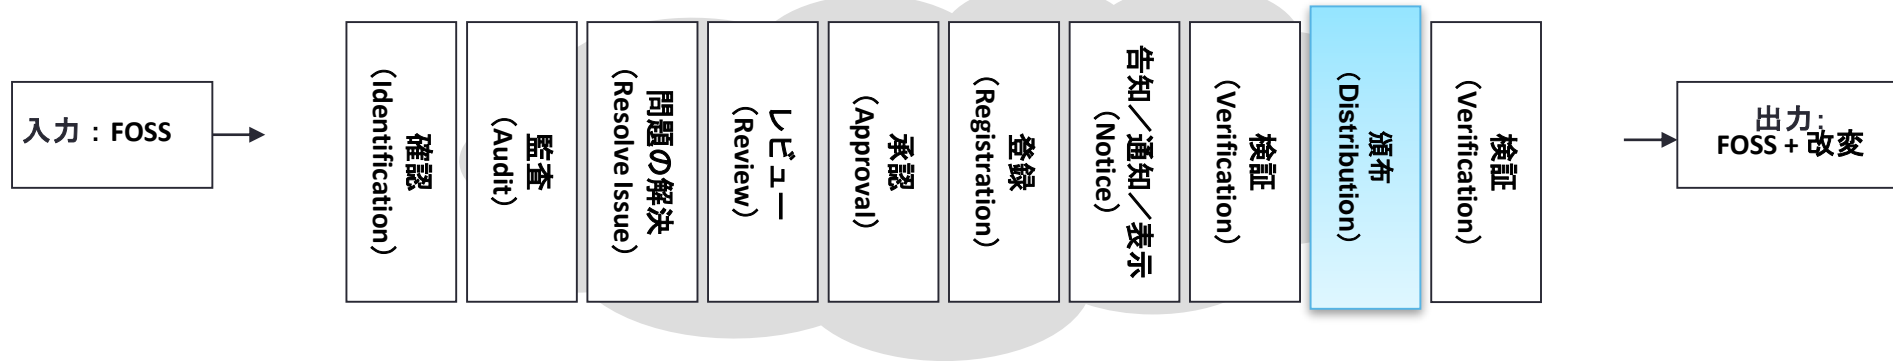 入力 : FOSS
確認
(Identification)
監査
(Audit)
問題の解決
(Resolve Issue)
レビュー
(Review)
承認
(Approval)
登録
(Registration)
告知／通知／表示
(Notice)
検証
(Verification)
頒布
(Distribution)
検証
(Verification)
出力:
FOSS + 改変